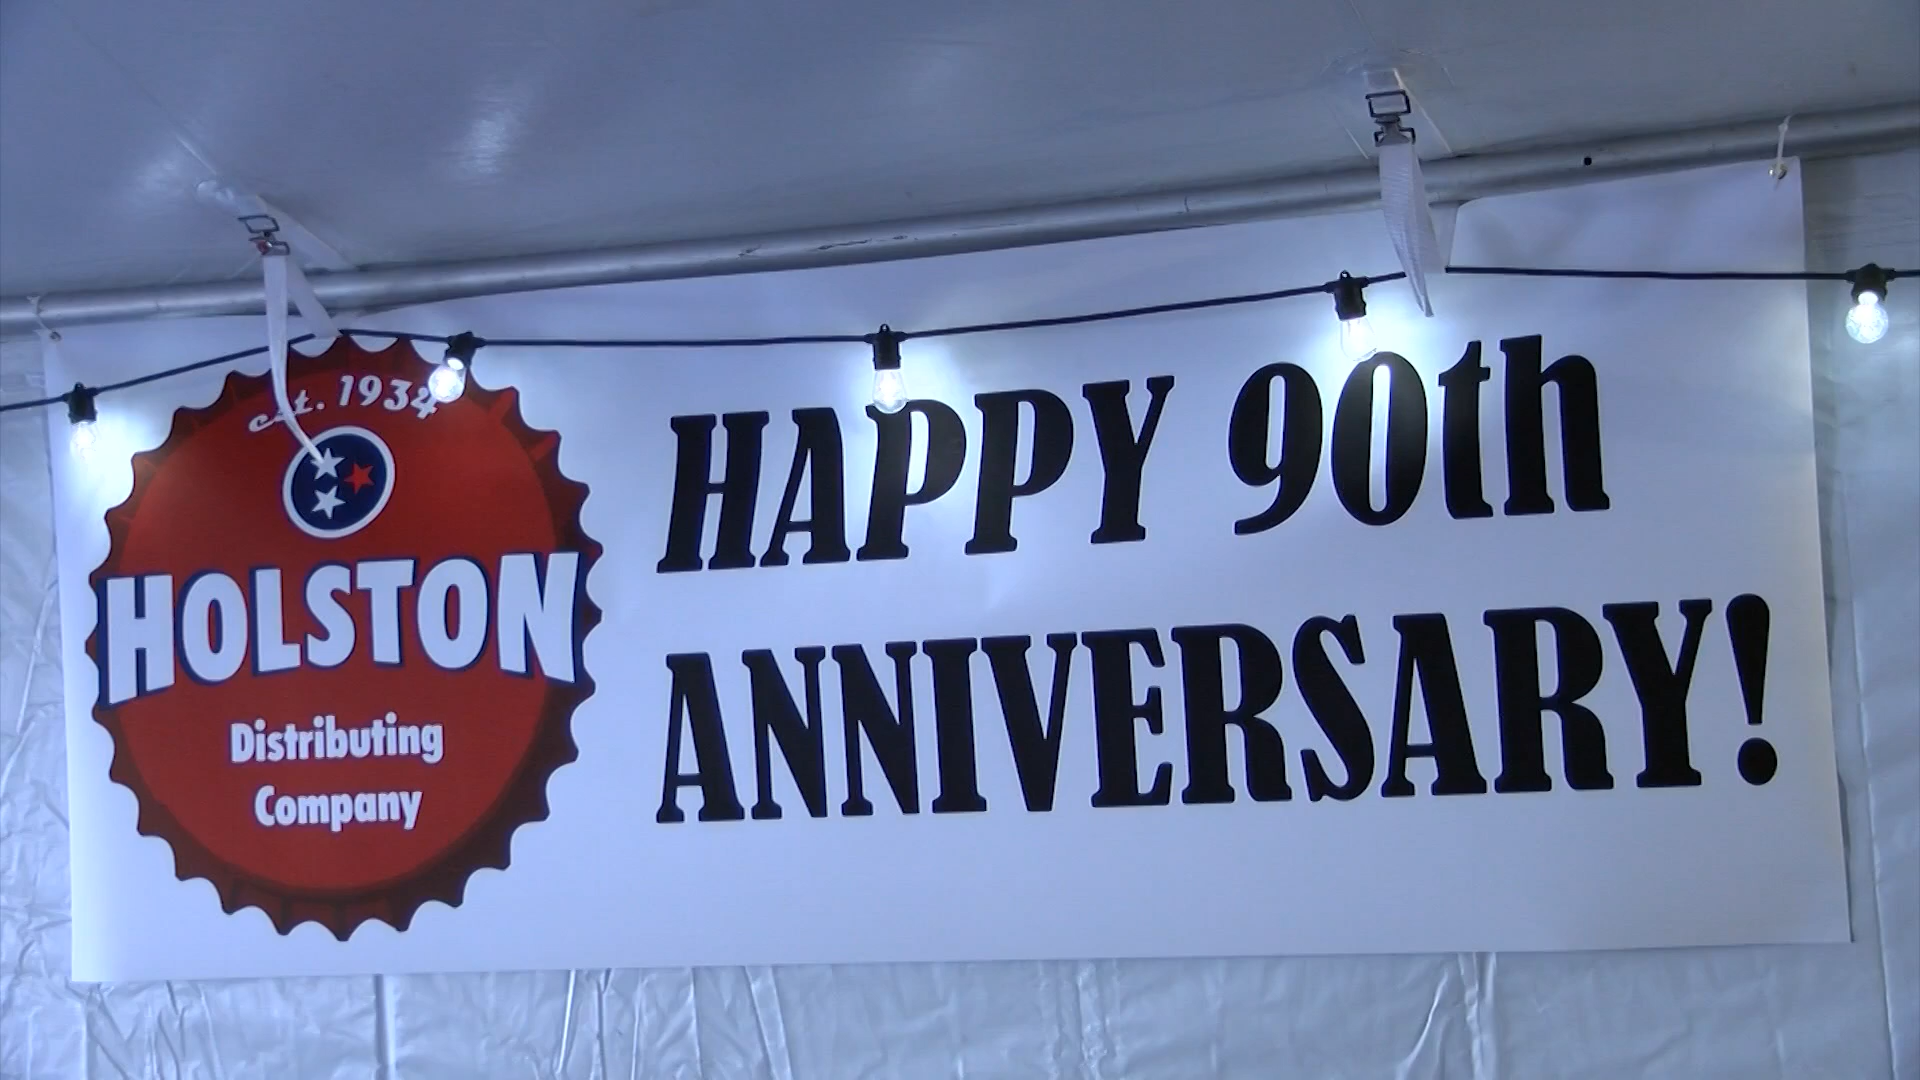 est. 1934
HOLSTON
Distributing
Company
HAPPY 90th
ANNIVERSARY!